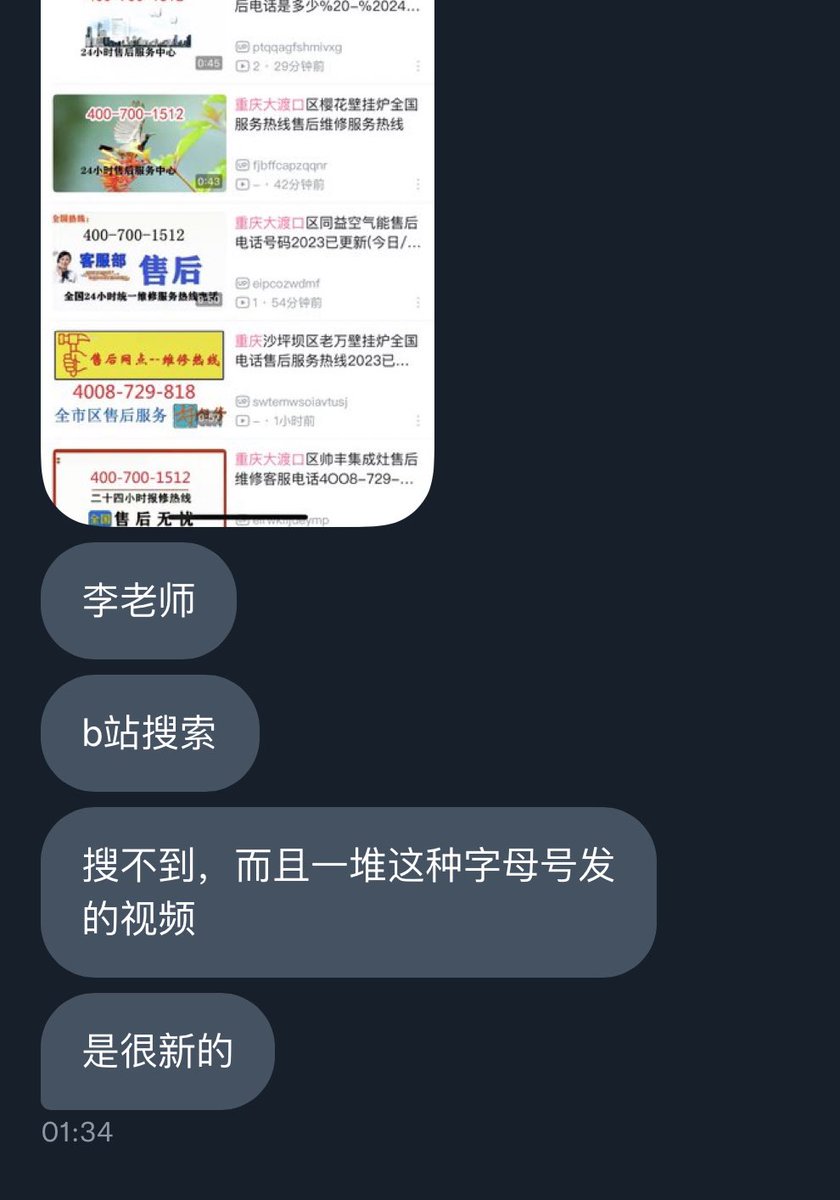 后电话是多少%20-%2024...
24小时售后服务中心
0:45
UP ptqqagfshmivxg
2 · 29分钟前
400-700-1512
24小时售后服务中心
0:43
重庆大渡口区樱花壁挂炉全国
服务热线售后维修服务热线
UP fjbffcapzqqnr
- · 42分钟前
全国热线:
400-700-1512
客服部
售后
全国24小时统一维修服务热线电话
重庆大渡口区同益空气能售后
电话号码2023已更新(今日/...
UP eipcozwdmf
1 · 54分钟前
售后网点--维修热线
4008-729-818
全市区售后服务
重庆沙坪坝区老万壁挂炉全国
电话售后服务热线2023已...
UP swtemwsoiavtusj
- · 1小时前
400-700-1512
二十四小时报修热线
全国售后无忧
重庆大渡口区帅丰集成灶售后
维修客服电话4OO8-729-...
李老师
b站搜索
搜不到，而且一堆这种字母号发
的视频
是很新的
01:34